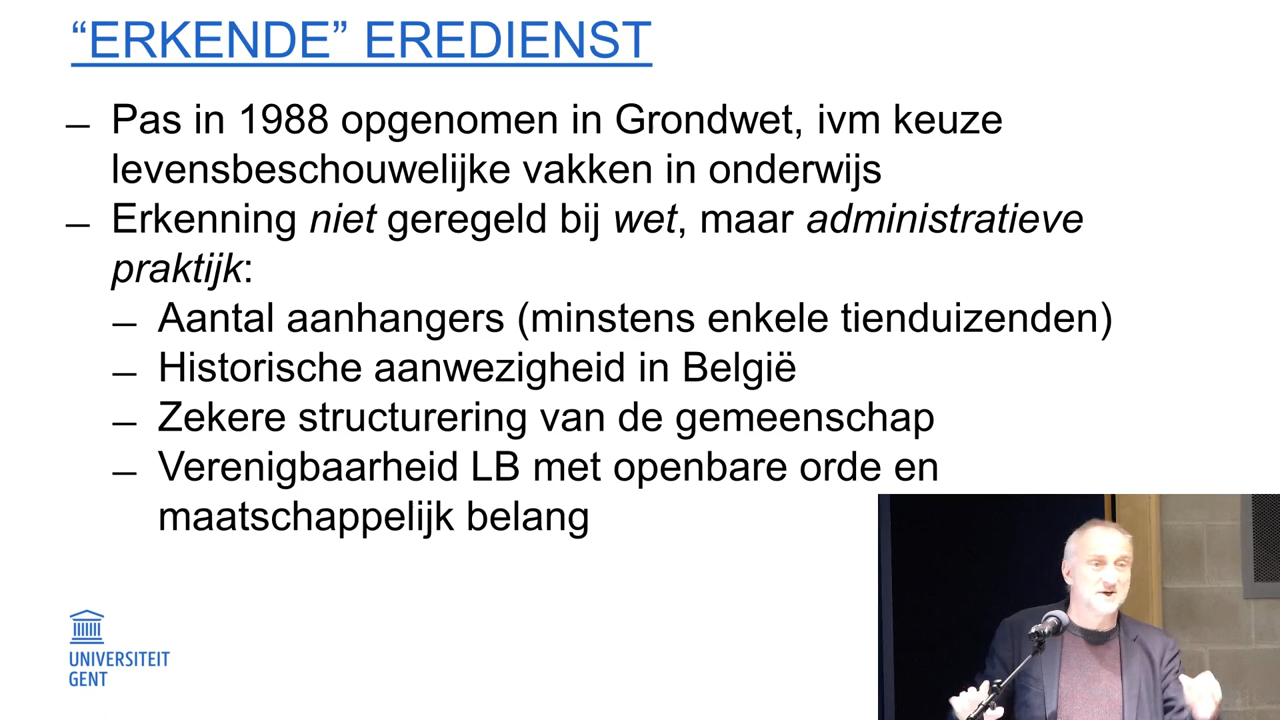 “ERKENDE” EREDIENST
— Pas in 1988 opgenomen in Grondwet, ivm keuze
levensbeschouwelijke vakken in onderwijs
— Erkenning niet geregeld bij wet, maar administratieve
praktijk:
— Aantal aanhangers (minstens enkele tienduizenden)
— Historische aanwezigheid in België
— Zekere structurering van de gemeenschap
— Verenigbaarheid LB met openbare orde en
maatschappelijk belang
UNIVERSITEIT
GENT